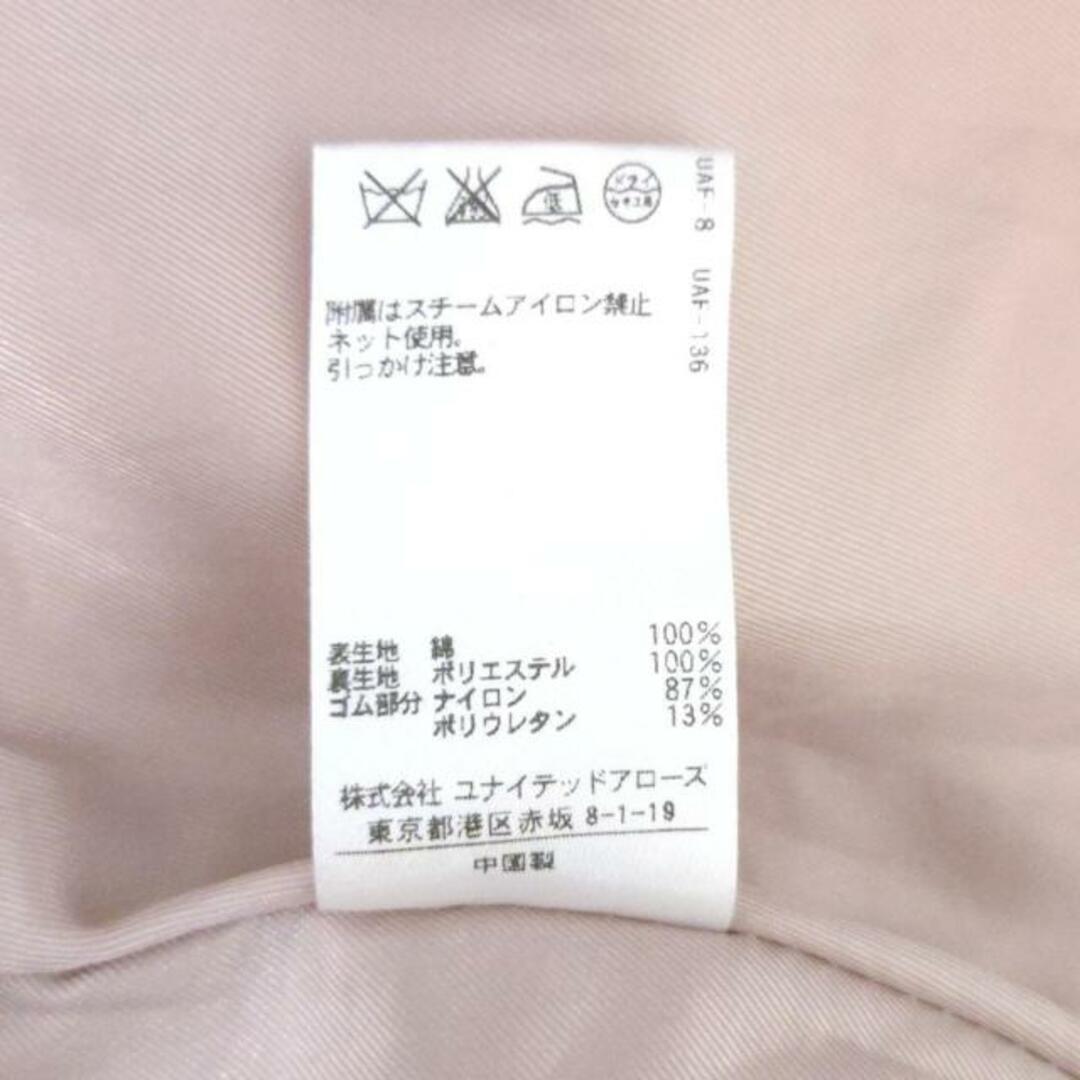 低
ドライ
セキユ系
UAF-8 UAF-136
附属はスチームアイロン禁止
ネット使用。
引っかけ注意。
表生地 綿 100%
裏生地 ポリエステル 100%
ゴム部分 ナイロン 87%
ポリウレタン 13%
株式会社 ユナイテッドアローズ
東京都港区赤坂 8-1-19
中国製